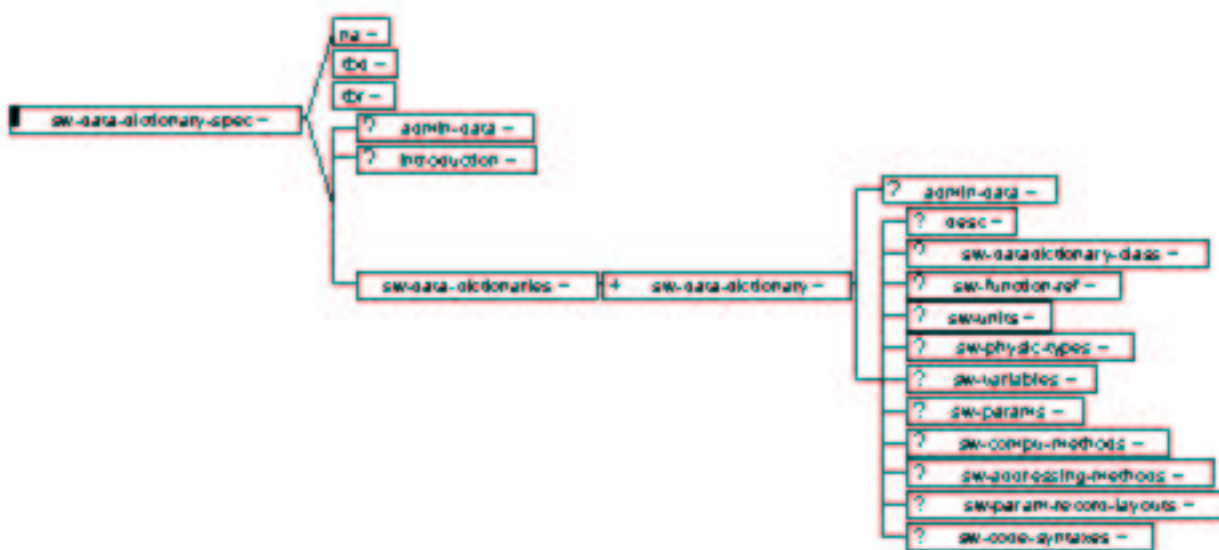 na −
tbd −
tbr −
sw-data-dictionary-spec −
? admin-data −
? introduction −
? admin-data −
? desc −
? sw-datadictionary-class −
sw-data-dictionaries − + sw-data-dictionary − ? sw-function-ref −
? sw-units −
? sw-physic-types −
? sw-variables −
? sw-params −
? sw-compu-methods −
? sw-addressing-methods −
? sw-param-record-layouts −
? sw-code-syntaxes −